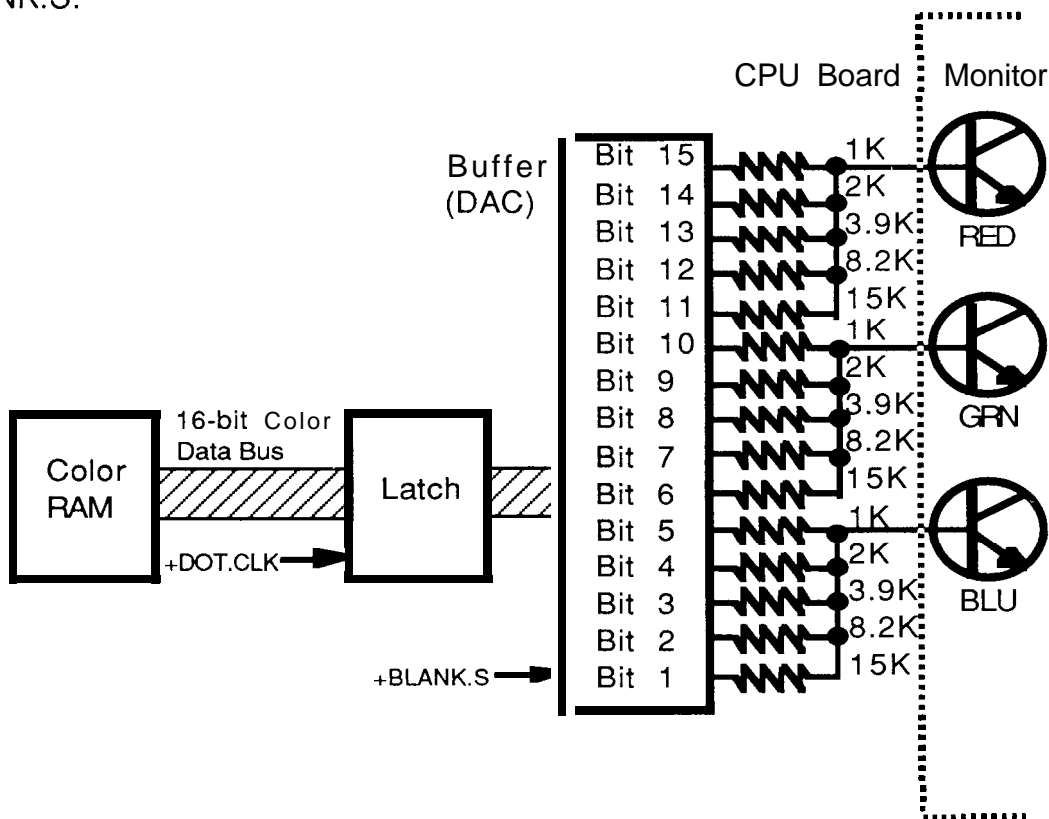 NK.S.
CPU Board Monitor
Buffer
(DAC)
Bit 15
Bit 14
Bit 13
Bit 12
Bit 11
Bit 10
Bit 9
Bit 8
Bit 7
Bit 6
Bit 5
Bit 4
Bit 3
Bit 2
Bit 1
1K
2K
3.9K
8.2K
15K
1K
2K
3.9K
8.2K
15K
1K
2K
3.9K
8.2K
15K
RED
GRN
BLU
Color
RAM
16-bit Color
Data Bus
Latch
+DOT.CLK
+BLANK.S